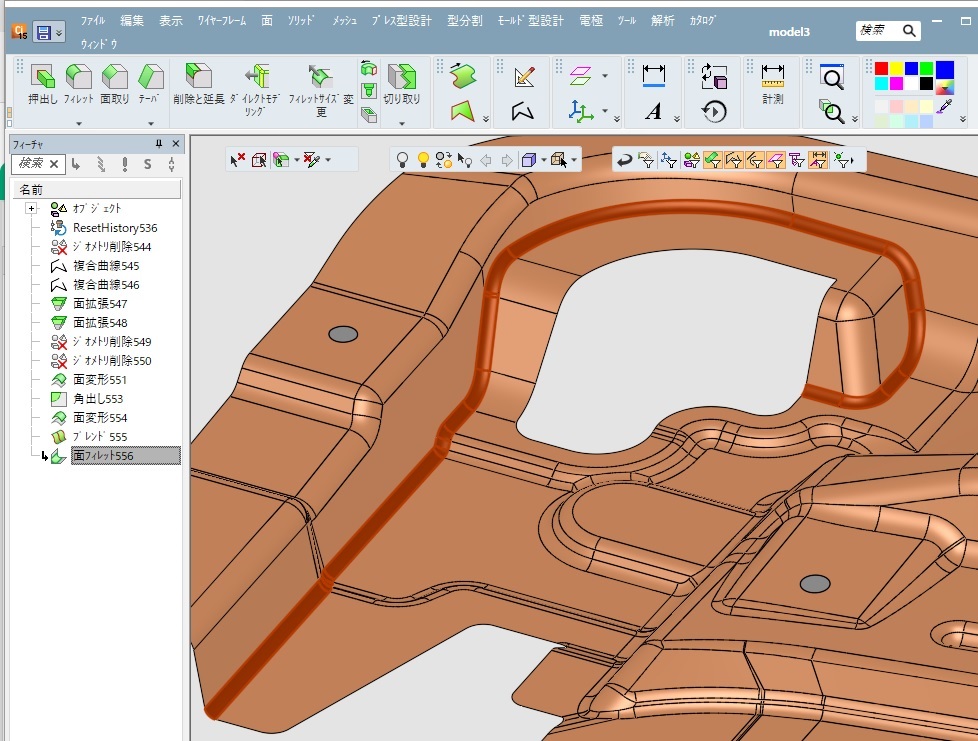 ファイル 編集 表示 ワイヤーフレーム 面 ソリッド メッシュ プレス型設計 型分割 モールド型設計 電極 ツール 解析 カタログ
ウィンドウ
model3
検索
15
押出し フィレット 面取り テーパ 削除と延長 ダイレクトモデリング フィレットサイズ変更 切り取り 計測
フィーチャ
検索
名前
オブジェクト
ResetHistory536
ジオメトリ削除544
複合曲線545
複合曲線546
面拡張547
面拡張548
ジオメトリ削除549
ジオメトリ削除550
面変形551
角出し553
面変形554
ブレンド555
面フィレット556